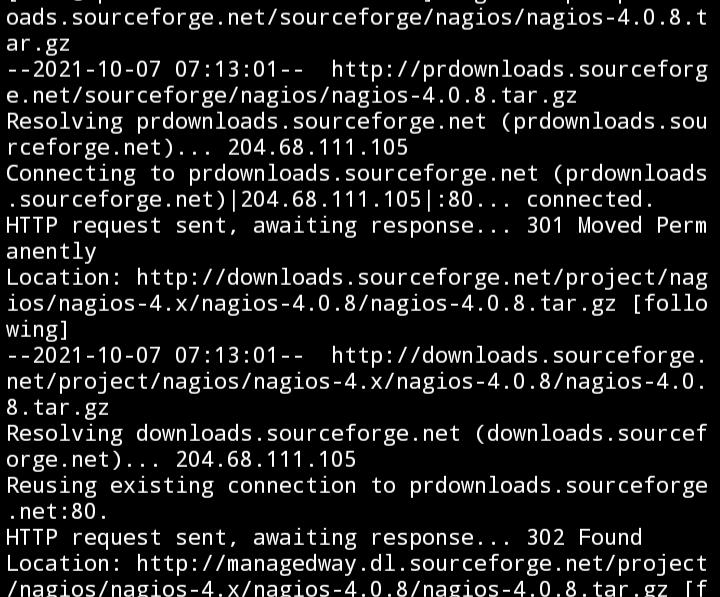 oads.sourceforge.net/sourceforge/nagios/nagios-4.0.8.t
ar.gz
--2021-10-07 07:13:01--  http://prdownloads.sourceforg
e.net/sourceforge/nagios/nagios-4.0.8.tar.gz
Resolving prdownloads.sourceforge.net (prdownloads.sou
rceforge.net)... 204.68.111.105
Connecting to prdownloads.sourceforge.net (prdownloads
.sourceforge.net)|204.68.111.105|:80... connected.
HTTP request sent, awaiting response... 301 Moved Perm
anently
Location: http://downloads.sourceforge.net/project/nag
ios/nagios-4.x/nagios-4.0.8/nagios-4.0.8.tar.gz [follo
wing]
--2021-10-07 07:13:01--  http://downloads.sourceforge.
net/project/nagios/nagios-4.x/nagios-4.0.8/nagios-4.0.
8.tar.gz
Resolving downloads.sourceforge.net (downloads.sourcef
orge.net)... 204.68.111.105
Reusing existing connection to prdownloads.sourceforge
.net:80.
HTTP request sent, awaiting response... 302 Found
Location: http://managedway.dl.sourceforge.net/project
/nagios/nagios-4.x/nagios-4.0.8/nagios-4.0.8.tar.gz [f